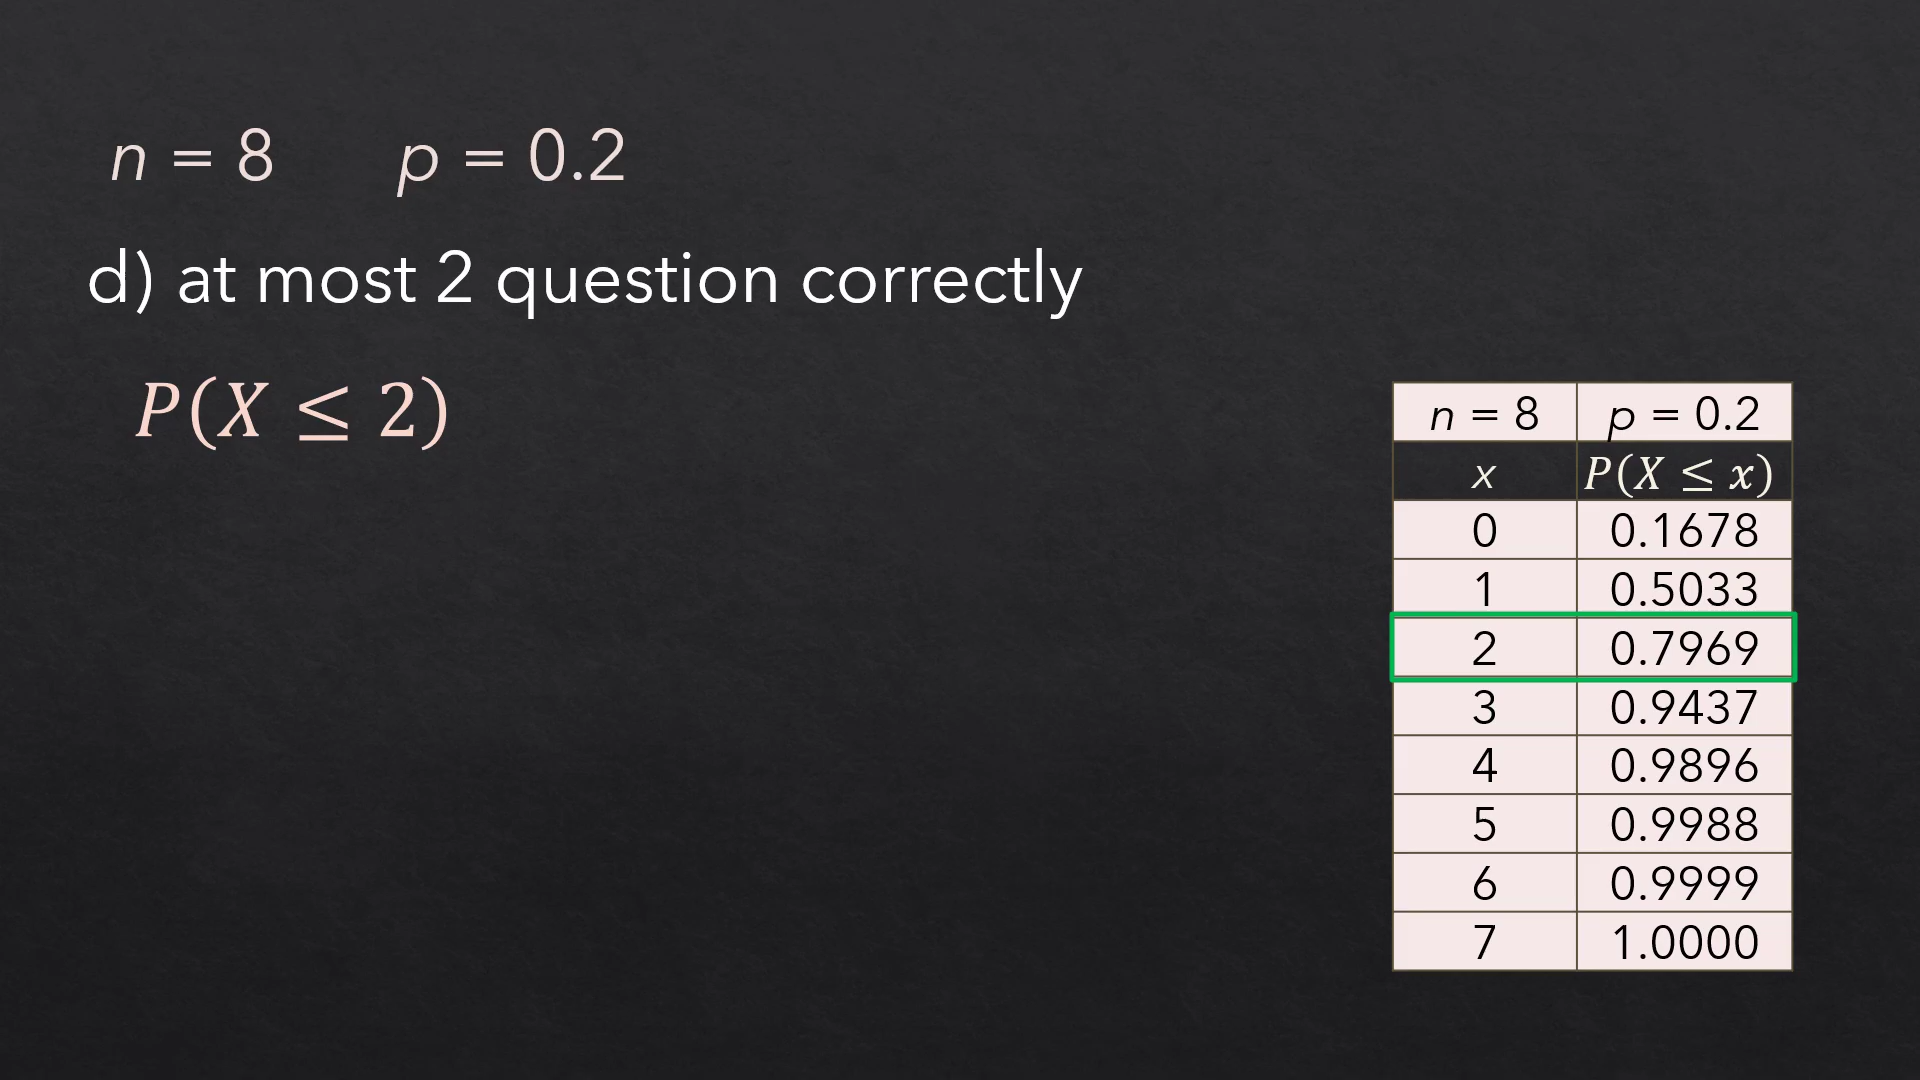 n = 8 p = 0.2
d) at most 2 question correctly
P(X ≤ 2)
n = 8 p = 0.2
x P(X ≤ x)
0 0.1678
1 0.5033
2 0.7969
3 0.9437
4 0.9896
5 0.9988
6 0.9999
7 1.0000